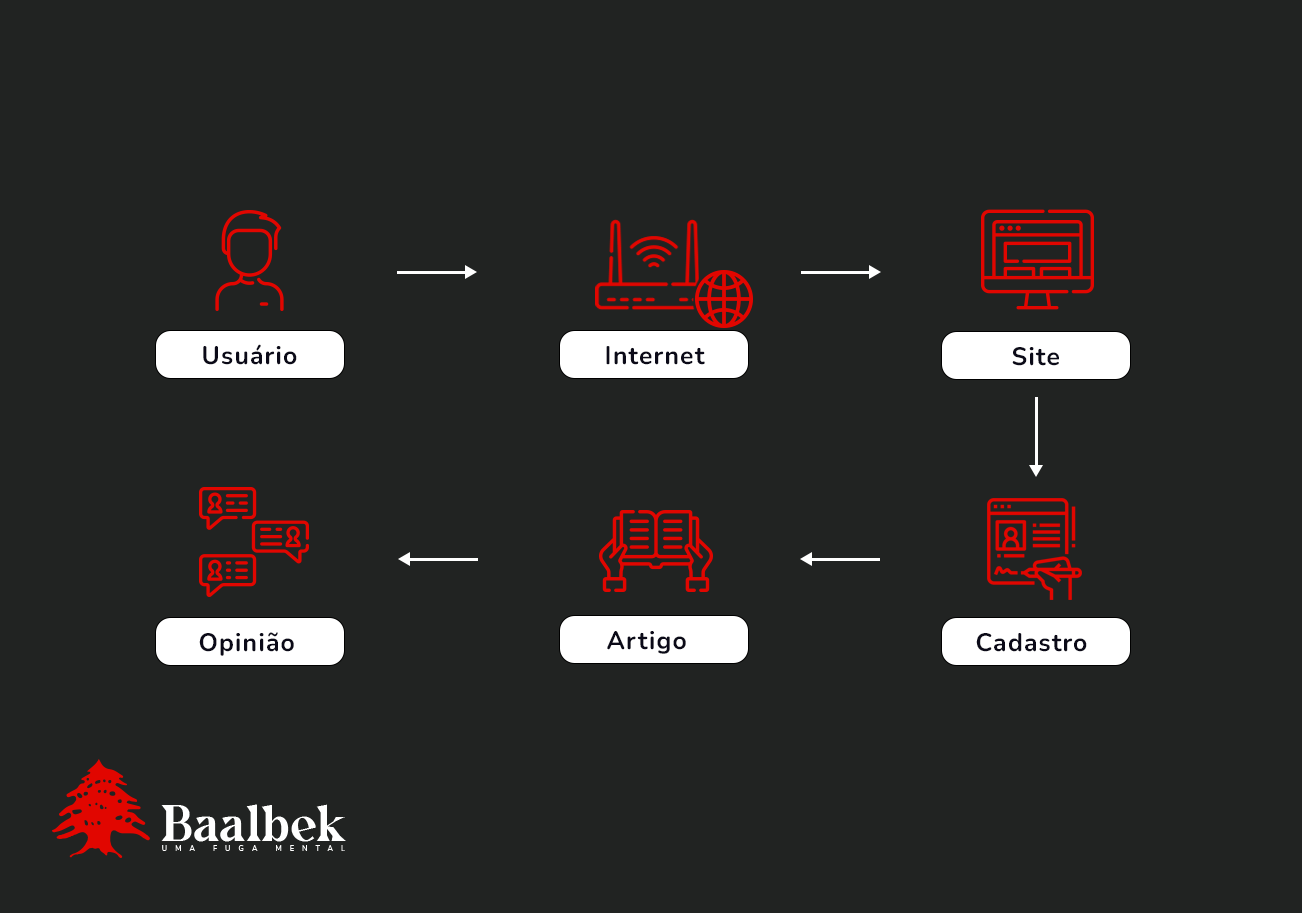 Usuário
Internet
Site
Opinião
Artigo
Cadastro
Baalbek
UMA FUGA MENTAL